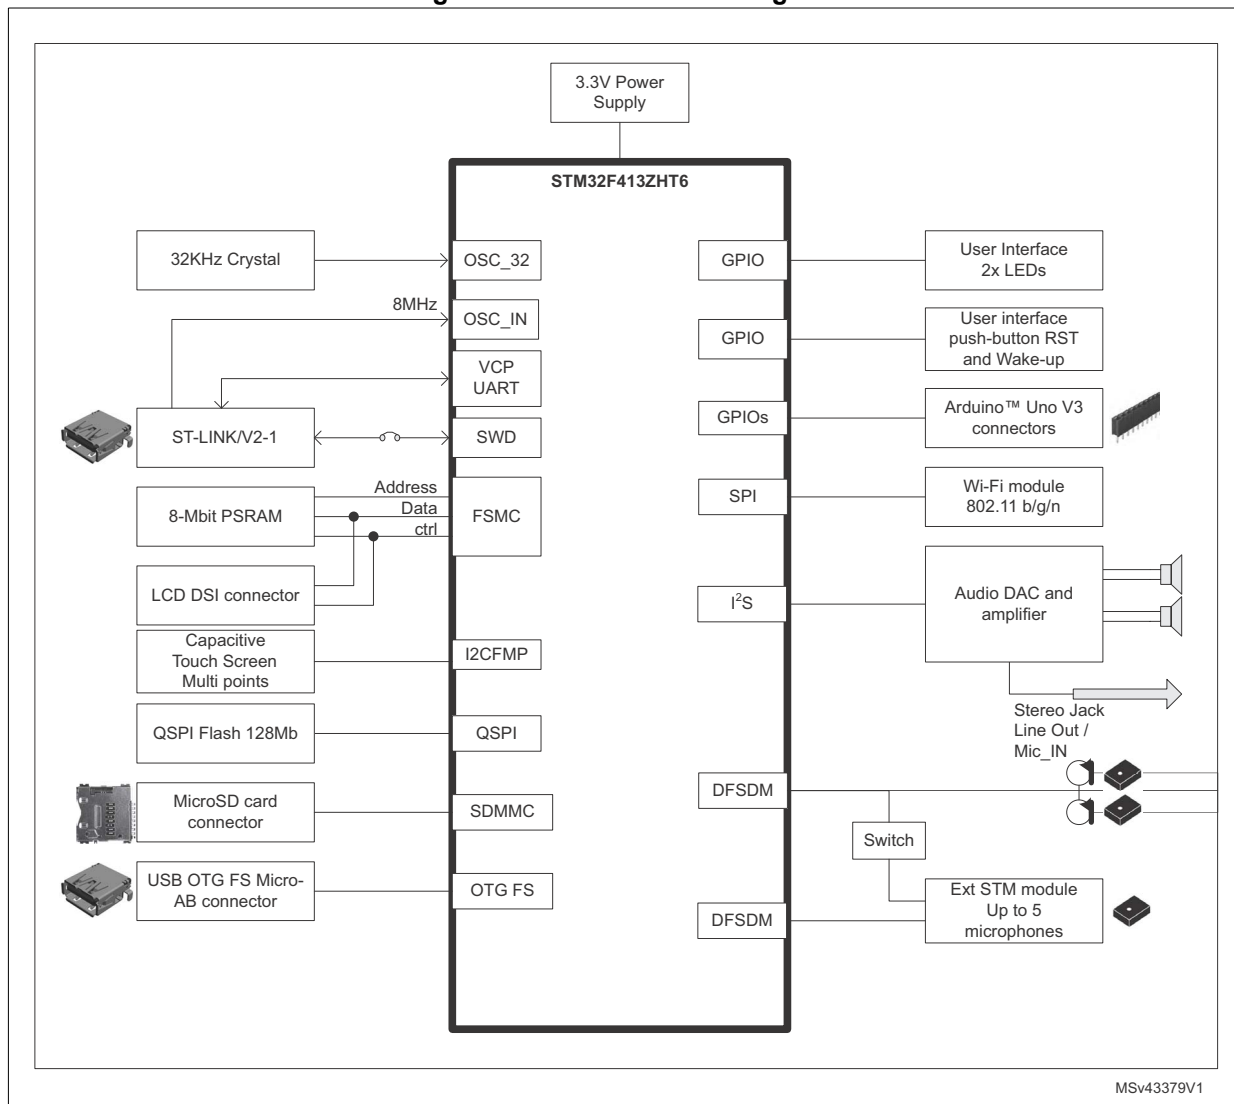 3.3V Power
Supply
STM32F413ZHT6
32KHz Crystal
OSC_32
GPIO
User Interface
2x LEDs
8MHz
OSC_IN
GPIO
User interface
push-button RST
and Wake-up
VCP
UART
ST-LINK/V2-1
SWD
GPIOs
Arduino™ Uno V3
connectors
8-Mbit PSRAM
Address
Data
ctrl
FSMC
SPI
Wi-Fi module
802.11 b/g/n
LCD DSI connector
I²S
Audio DAC and
amplifier
Capacitive
Touch Screen
Multi points
I2CFMP
Stereo Jack
Line Out /
Mic_IN
QSPI Flash 128Mb
QSPI
MicroSD card
connector
SDMMC
DFSDM
Switch
USB OTG FS Micro-
AB connector
OTG FS
DFSDM
Ext STM module
Up to 5
microphones
MSv43379V1